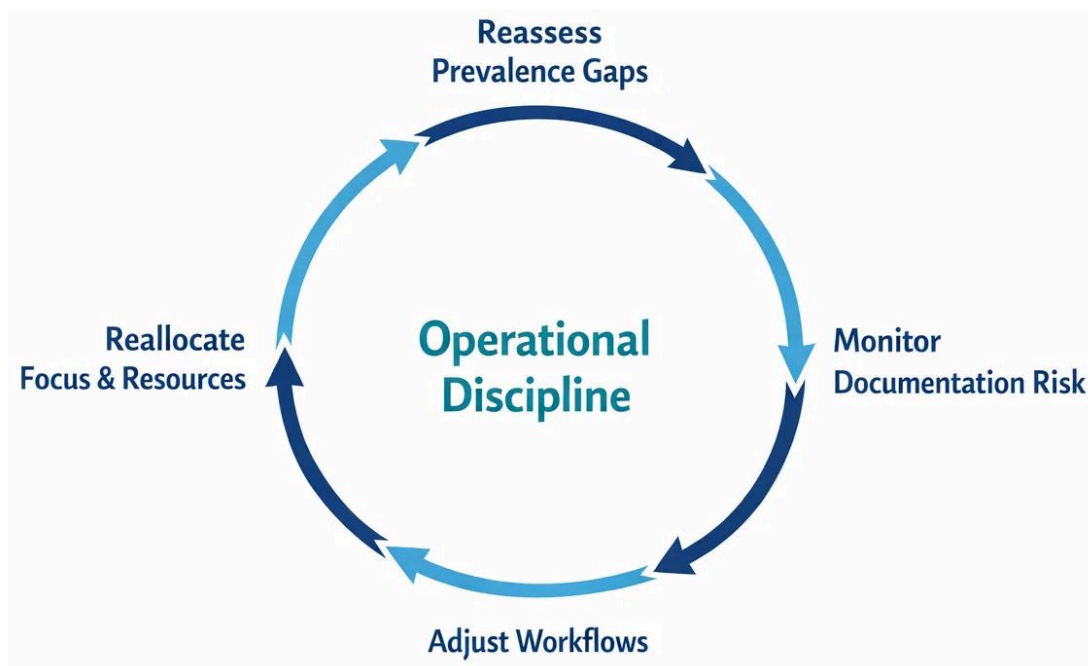 Reassess
Prevalence Gaps
Reallocate
Focus & Resources
Operational
Discipline
Monitor
Documentation Risk
Adjust Workflows